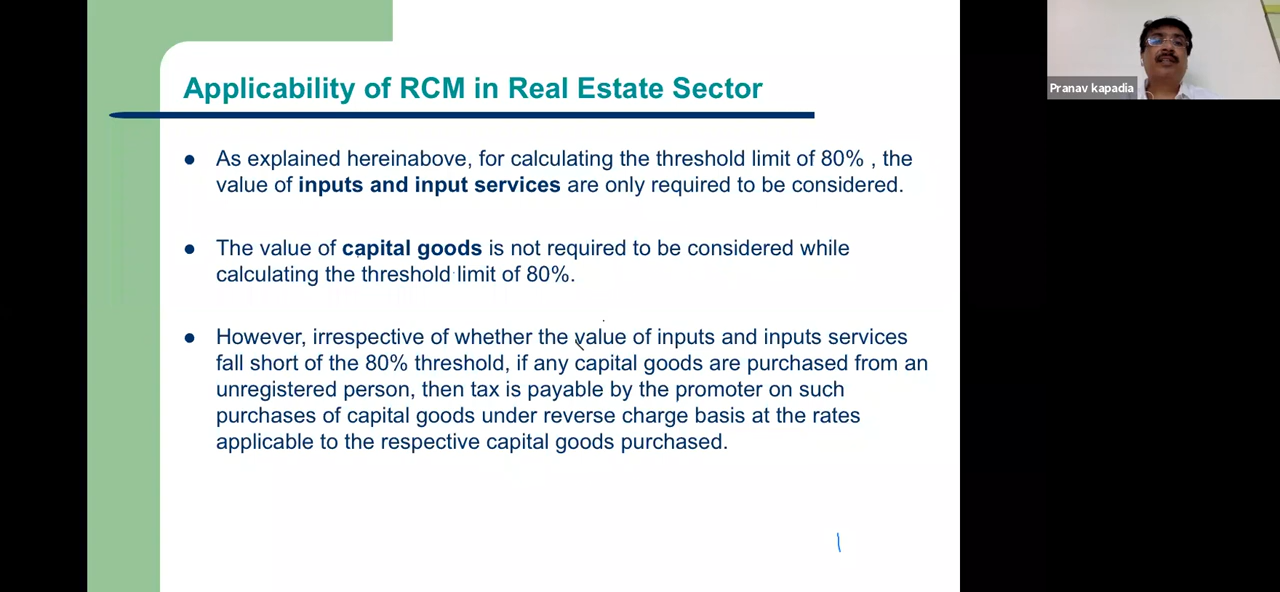 Applicability of RCM in Real Estate Sector
As explained hereinabove, for calculating the threshold limit of 80% , the
value of inputs and input services are only required to be considered.
The value of capital goods is not required to be considered while
calculating the threshold limit of 80%.
However, irrespective of whether the value of inputs and inputs services
fall short of the 80% threshold, if any capital goods are purchased from an
unregistered person, then tax is payable by the promoter on such
purchases of capital goods under reverse charge basis at the rates
applicable to the respective capital goods purchased.
Pranav kapadia